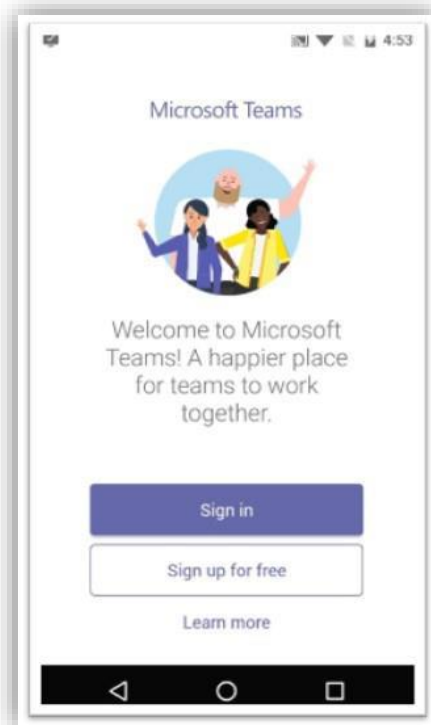 4:53
Microsoft Teams
Welcome to Microsoft
Teams! A happier place
for teams to work
together.
Sign in
Sign up for free
Learn more